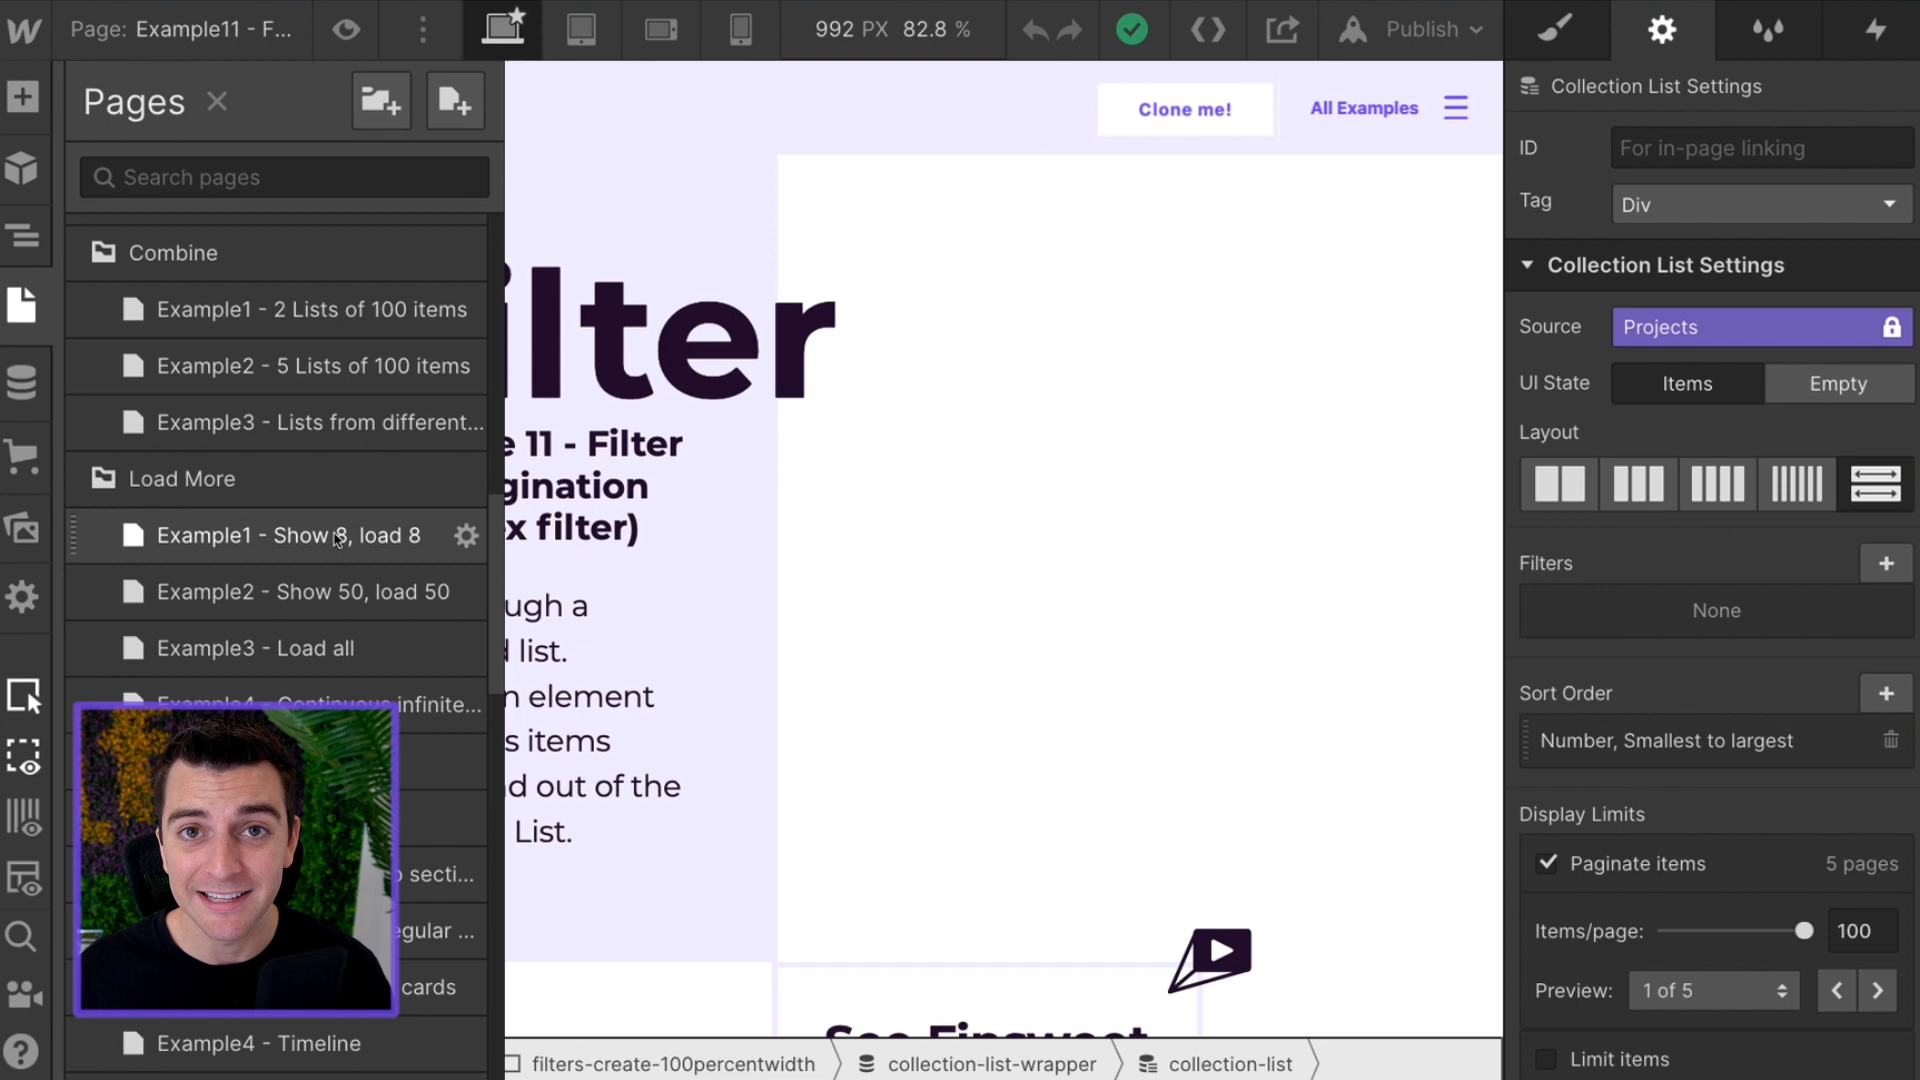 Page: Example11 - F...
992 PX 82.8 %
Publish
Pages
Search pages
Combine
Example1 - 2 Lists of 100 items
Example2 - 5 Lists of 100 items
Example3 - Lists from different...
Load More
Example1 - Show 8, load 8
Example2 - Show 50, load 50
Example3 - Load all
Example4 - Continuous infinite...
secti...
egular ...
cards
Example4 - Timeline
Clone me!
All Examples
ilter
e 11 - Filter
gination
x filter)
ugh a
d list.
n element
s items
d out of the
List.
See Finsweet
filters-create-100percentwidth
collection-list-wrapper
collection-list
Collection List Settings
ID
For in-page linking
Tag
Div
Collection List Settings
Source
Projects
UI State
Items
Empty
Layout
Filters
None
Sort Order
Number, Smallest to largest
Display Limits
Paginate items
5 pages
Items/page:
100
Preview:
1 of 5
Limit items